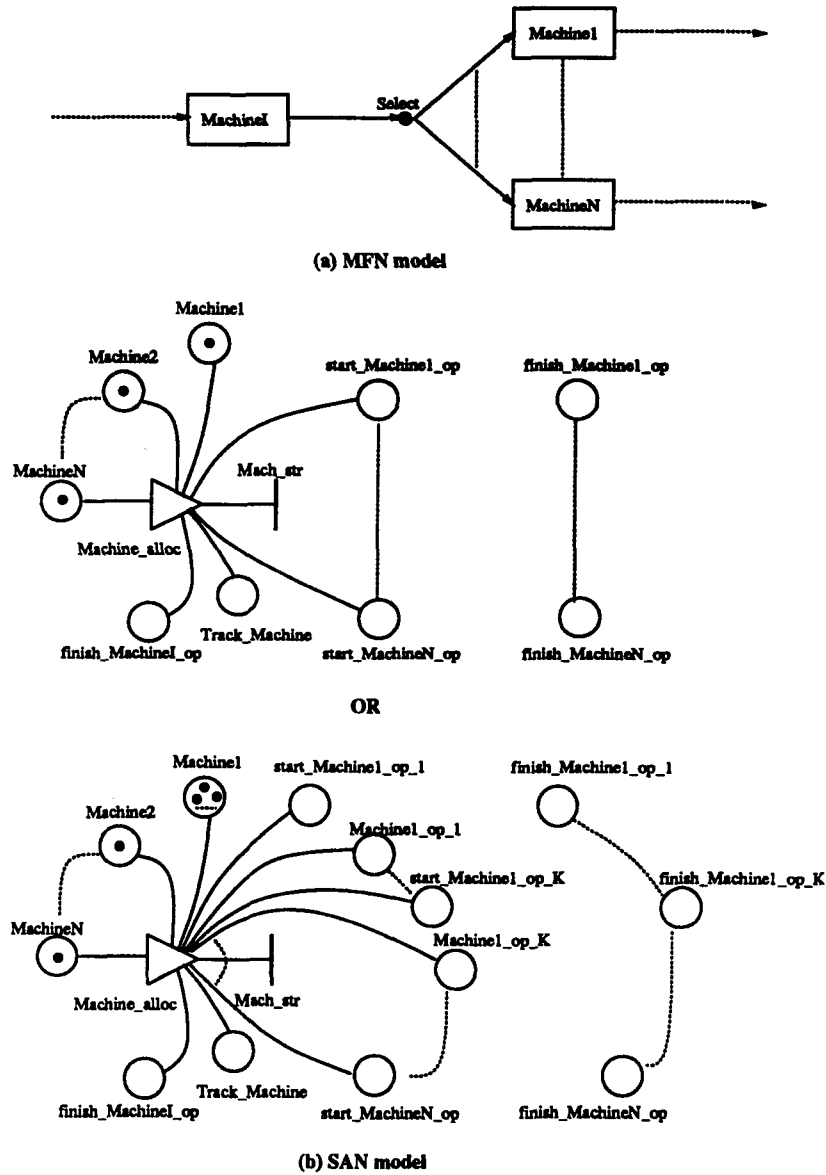 Machine1
Select
MachineI
MachineN
(a) MFN model
Machine1
Machine2
start_Machine1_op
finish_Machine1_op
MachineN
Mach_str
Machine_alloc
Track_Machine
finish_MachineI_op
start_MachineN_op
finish_MachineN_op
OR
Machine1
start_Machine1_op_1
finish_Machine1_op_1
Machine2
Machine1_op_1
start_Machine1_op_K
finish_Machine1_op_K
MachineN
Machine1_op_K
Machine_alloc
Mach_str
Track_Machine
finish_MachineI_op
start_MachineN_op
finish_MachineN_op
(b) SAN model